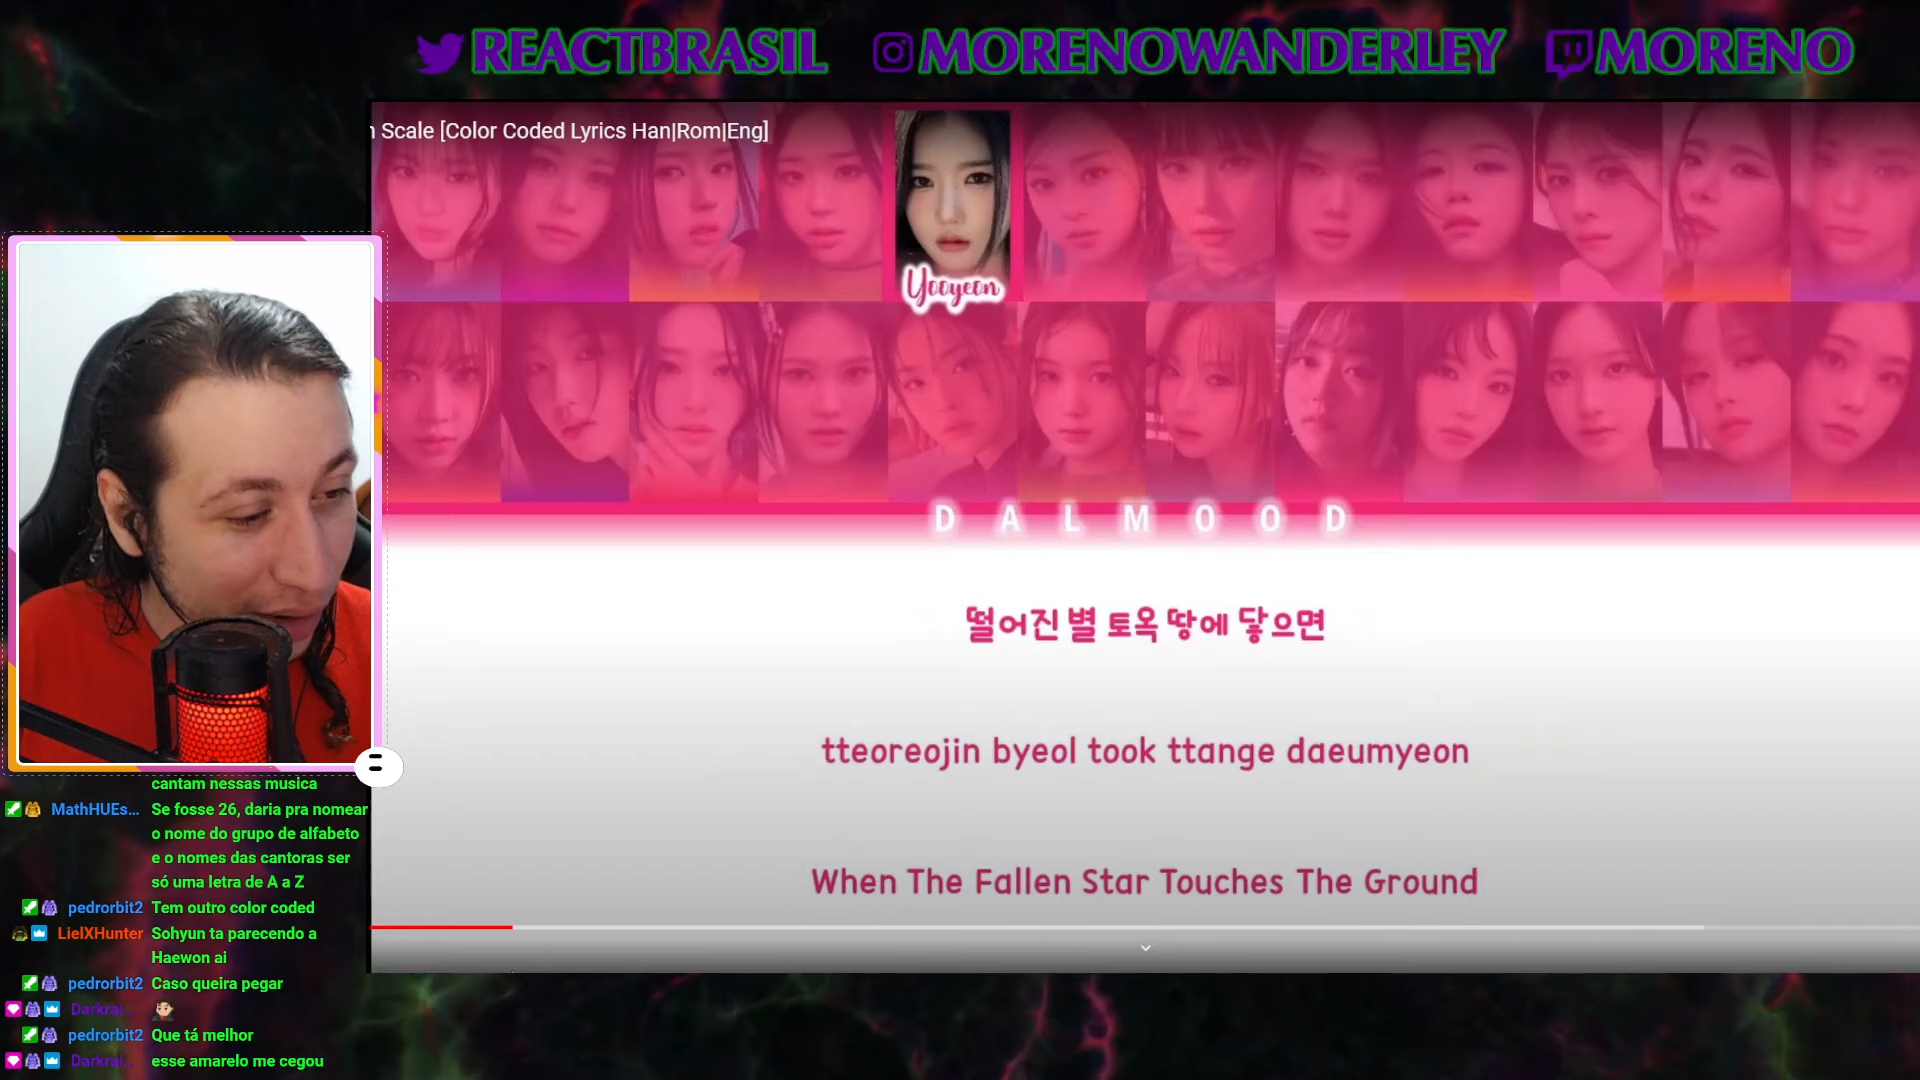 REACTBRASIL MORENOWANDERLEY MORENO
n Scale [Color Coded Lyrics Han|Rom|Eng]
Yooyeon
DALMOOD
떨어진 별 토옥 땅에 닿으면
tteoreojin byeol took ttange daeumyeon
When The Fallen Star Touches The Ground
cantam nessas musica
MathHUEs... Se fosse 26, daria pra nomear
o nome do grupo de alfabeto
e o nomes das cantoras ser
só uma letra de A a Z
pedrorbit2 Tem outro color coded
LielXHunter Sohyun ta parecendo a
Haewon ai
pedrorbit2 Caso queira pegar
Darkrai...
pedrorbit2 Que tá melhor
Darkrai... esse amarelo me cegou